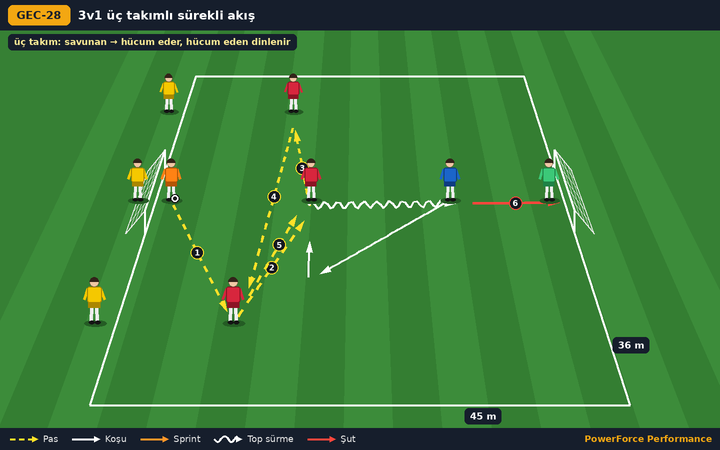 GEC-28 3v1 üç takımlı sürekli akış
üç takım: savunan → hücum eder, hücum eden dinlenir
3
4
1
5
2
6
36 m
45 m
Pas Koşu Sprint Top sürme Şut PowerForce Performance